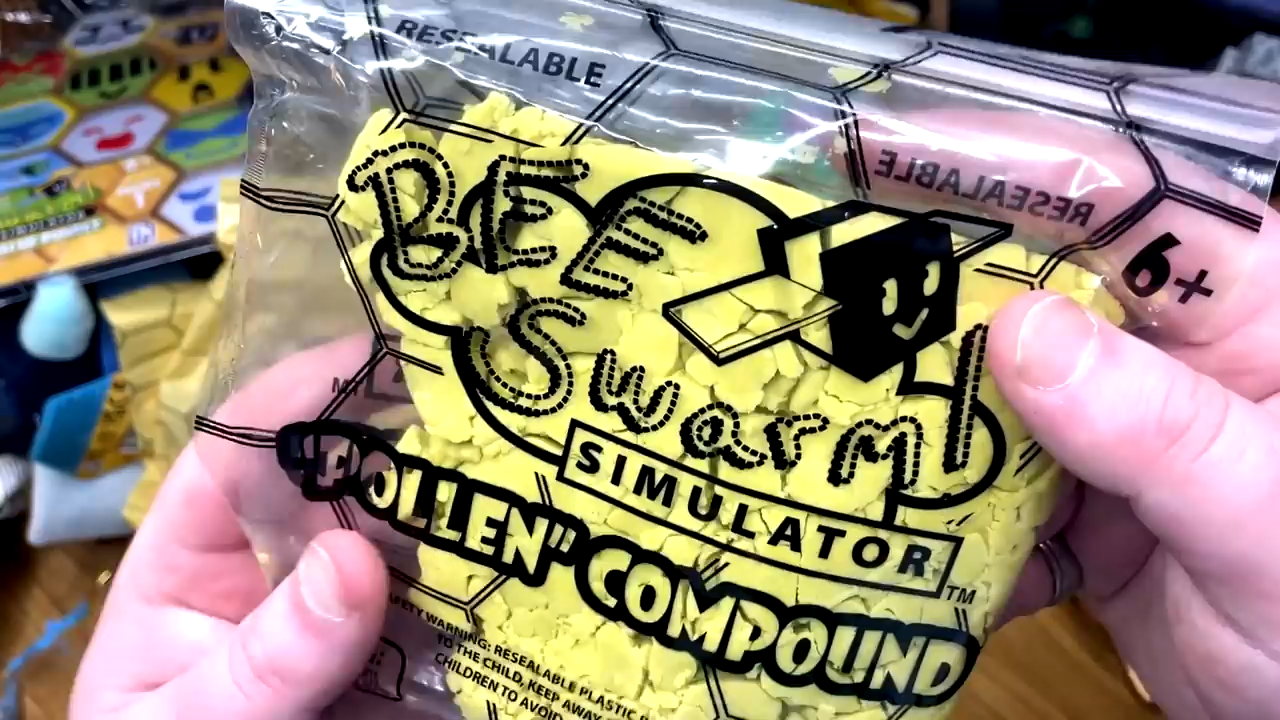 RESEALABLE
RESEALABLE
6+
BEE
Swarm!
SIMULATOR
TM
"POLLEN" COMPOUND
SAFETY WARNING: RESEALABLE PLASTIC
TO THE CHILD, KEEP AWAY
CHILDREN TO AVOID